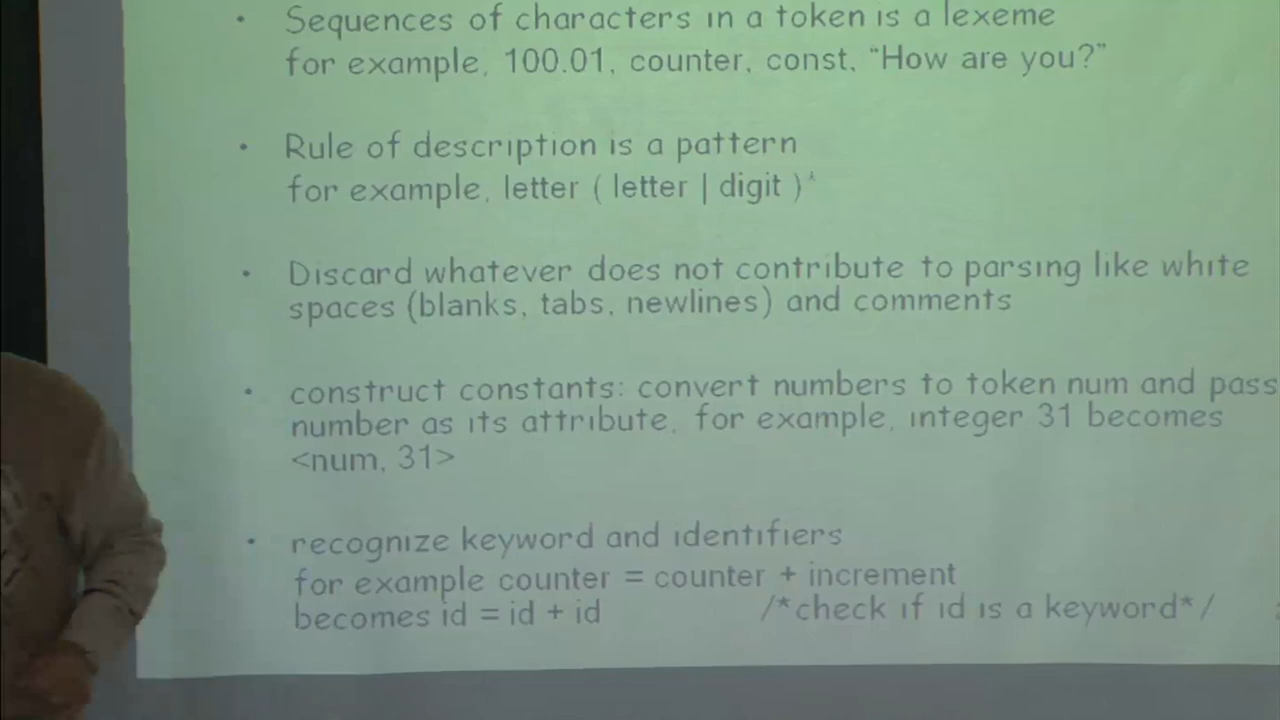 • Sequences of characters in a token is a lexeme
for example, 100.01, counter, const, "How are you?"
• Rule of description is a pattern
for example, letter ( letter | digit )*
• Discard whatever does not contribute to parsing like white
spaces (blanks, tabs, newlines) and comments
• construct constants: convert numbers to token num and pass
number as its attribute, for example, integer 31 becomes
<num, 31>
• recognize keyword and identifiers
for example counter = counter + increment
becomes id = id + id /*check if id is a keyword*/